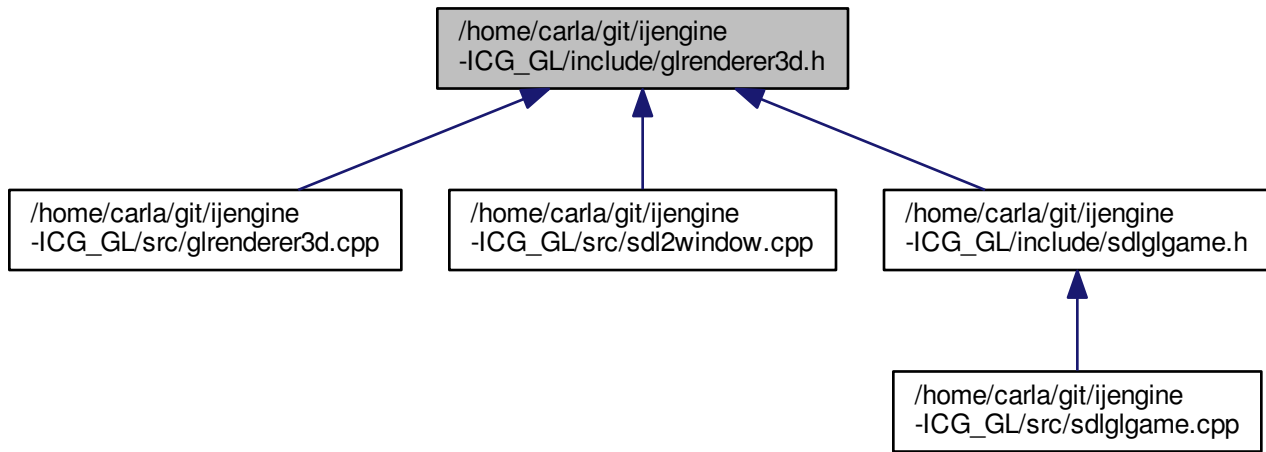 /home/carla/git/ijengine
-ICG_GL/include/glrenderer3d.h
/home/carla/git/ijengine
-ICG_GL/src/glrenderer3d.cpp
/home/carla/git/ijengine
-ICG_GL/src/sdl2window.cpp
/home/carla/git/ijengine
-ICG_GL/include/sdlglgame.h
/home/carla/git/ijengine
-ICG_GL/src/sdlglgame.cpp